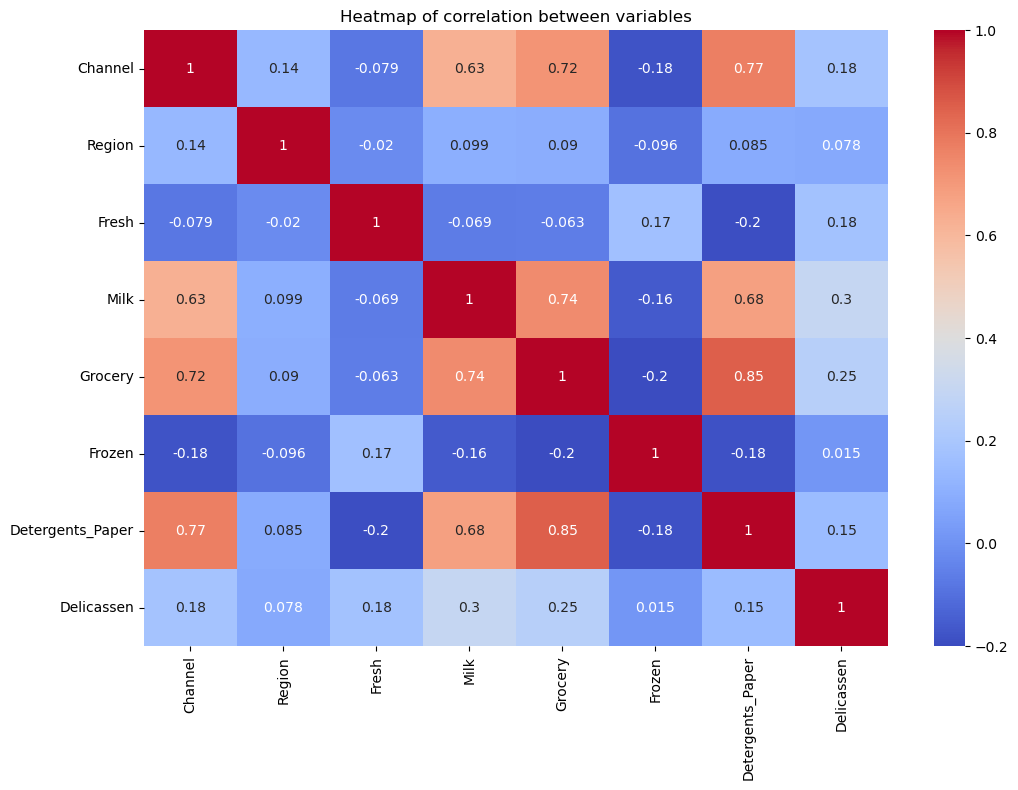 Heatmap of correlation between variables
Channel 1 0.14 -0.079 0.63 0.72 -0.18 0.77 0.18
Region 0.14 1 -0.02 0.099 0.09 -0.096 0.085 0.078
Fresh -0.079 -0.02 1 -0.069 -0.063 0.17 -0.2 0.18
Milk 0.63 0.099 -0.069 1 0.74 -0.16 0.68 0.3
Grocery 0.72 0.09 -0.063 0.74 1 -0.2 0.85 0.25
Frozen -0.18 -0.096 0.17 -0.16 -0.2 1 -0.18 0.015
Detergents_Paper 0.77 0.085 -0.2 0.68 0.85 -0.18 1 0.15
Delicassen 0.18 0.078 0.18 0.3 0.25 0.015 0.15 1
Channel Region Fresh Milk Grocery Frozen Detergents_Paper Delicassen
1.0
0.8
0.6
0.4
0.2
0.0
−0.2